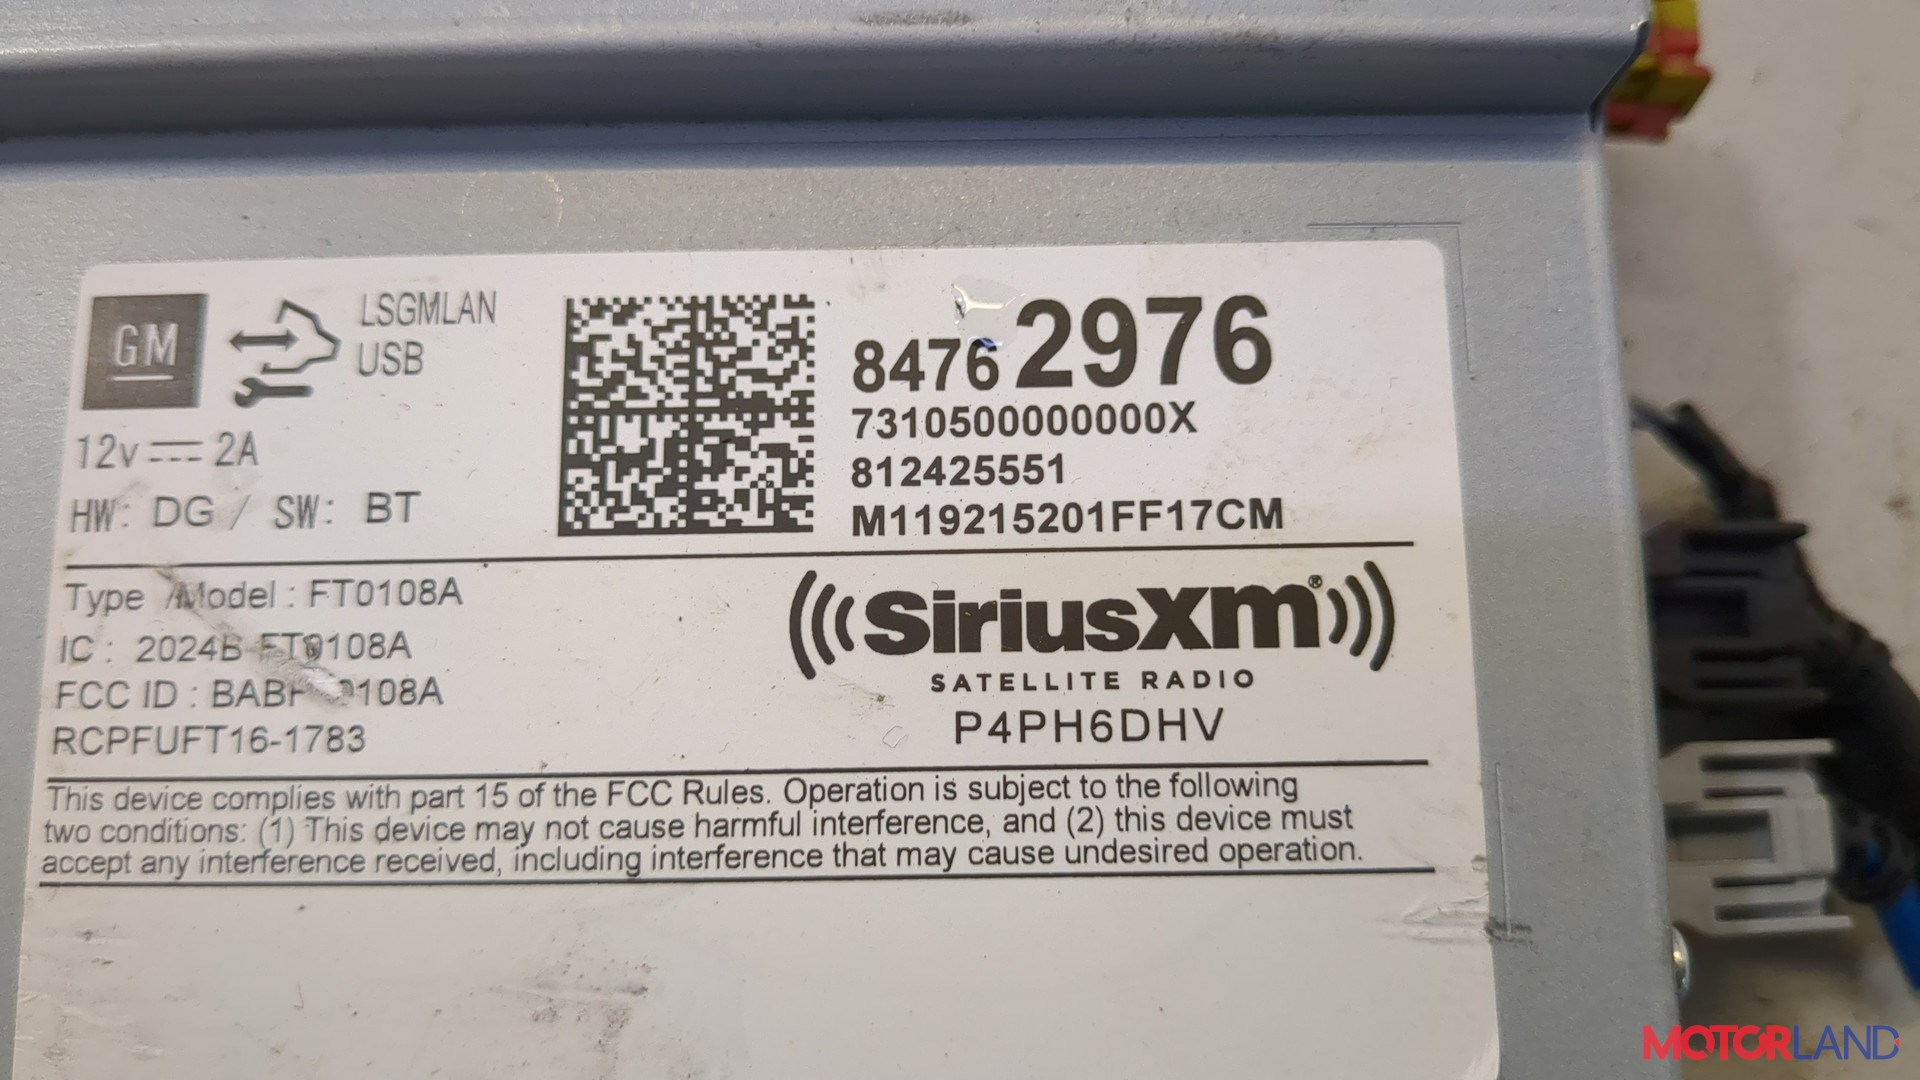 GM
LSGMLAN
USB
12v 2A
HW: DG / SW: BT
84762976
7310500000000X
812425551
M119215201FF17CM
Type /Model : FT0108A
IC : 2024B-FT0108A
FCC ID :
RCPFUFT16-1783
SiriusXm®
SATELLITE RADIO
P4PH6DHV
This device complies with part 15 of the FCC Rules. Operation is subject to the following
two conditions: (1) This device may not cause harmful interference, and (2) this device must
accept any interference received, including interference that may cause undesired operation.
MOTORLAND